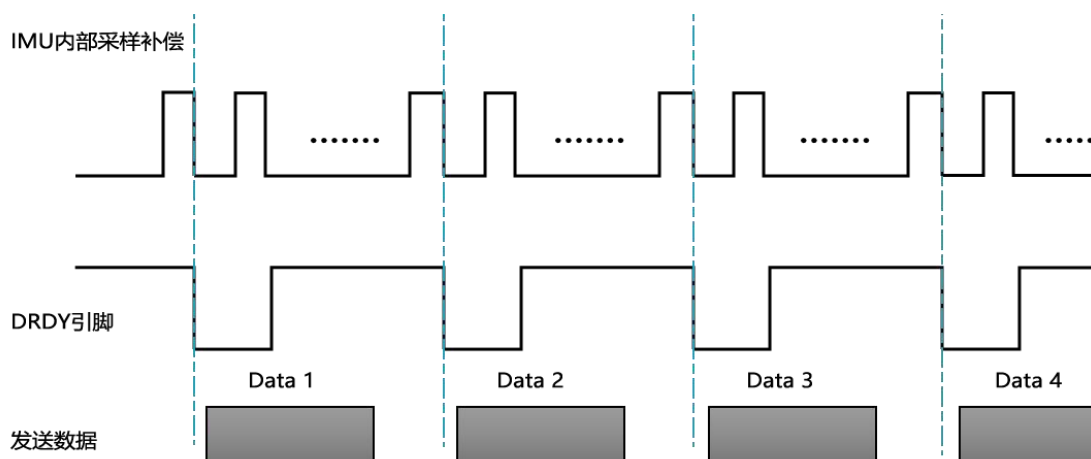 IMU内部采样补偿
.......
.......
.......
.....
DRDY引脚
Data 1
Data 2
Data 3
Data 4
发送数据